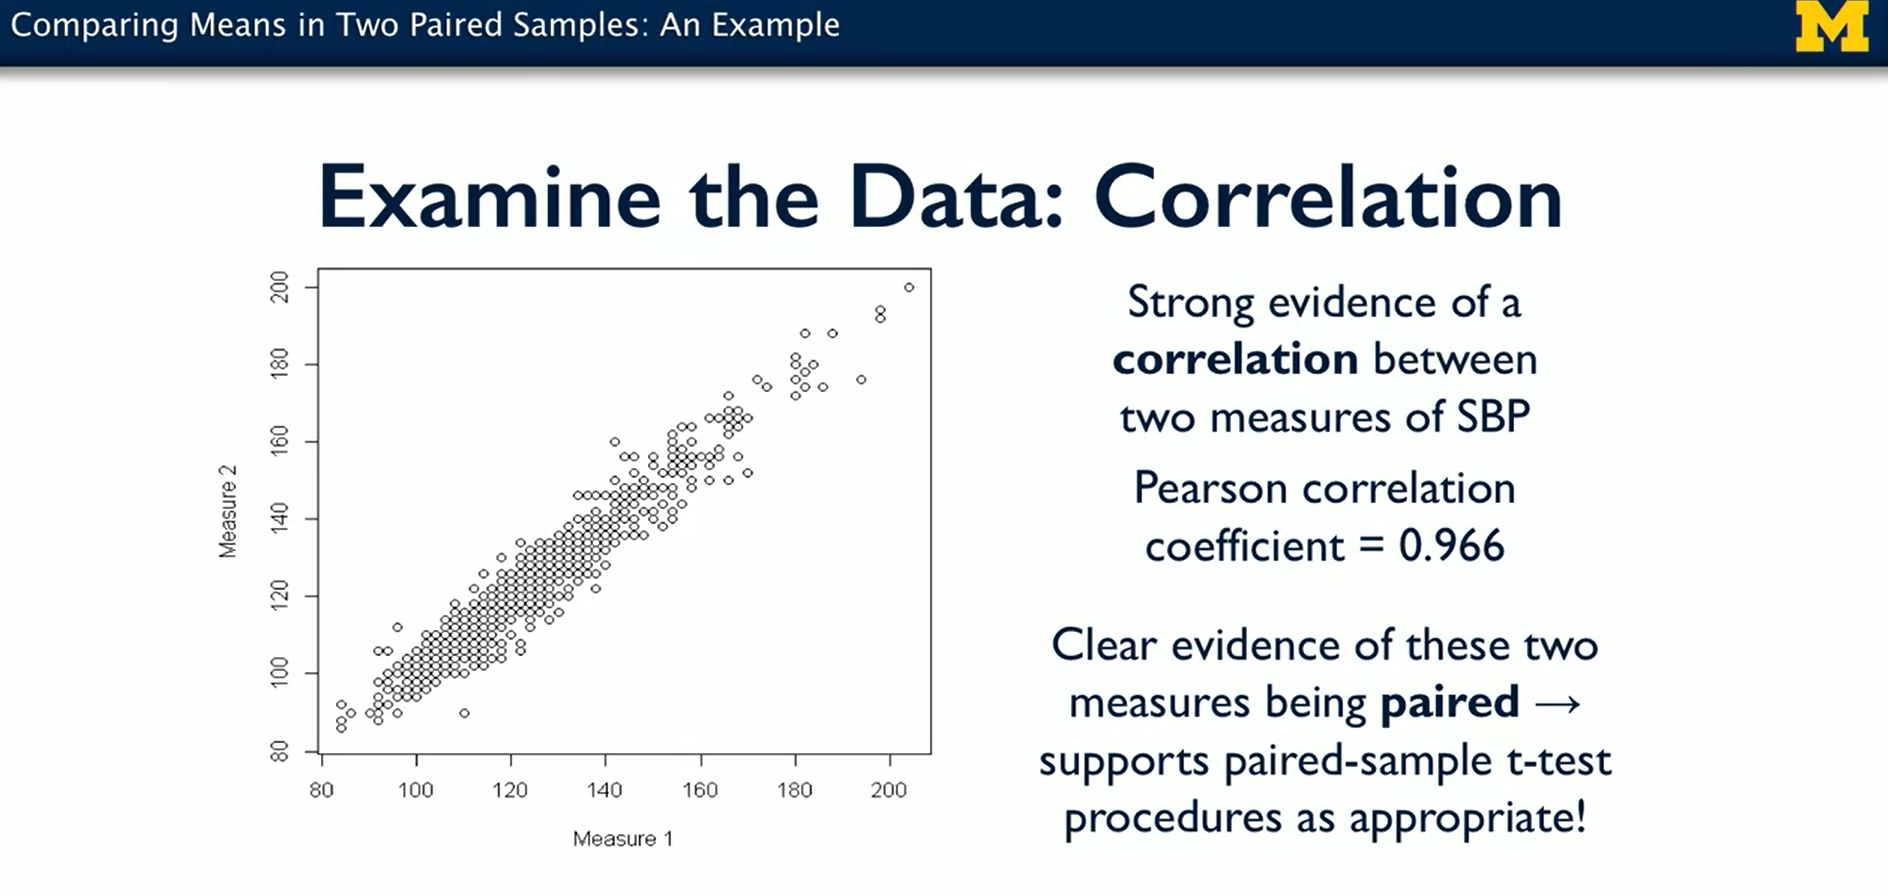 Comparing Means in Two Paired Samples: An Example
M
Examine the Data: Correlation
200
180
160
140
120
100
80
Measure 2
80 100 120 140 160 180 200
Measure 1
Strong evidence of a
correlation between
two measures of SBP
Pearson correlation
coefficient = 0.966
Clear evidence of these two
measures being paired →
supports paired-sample t-test
procedures as appropriate!